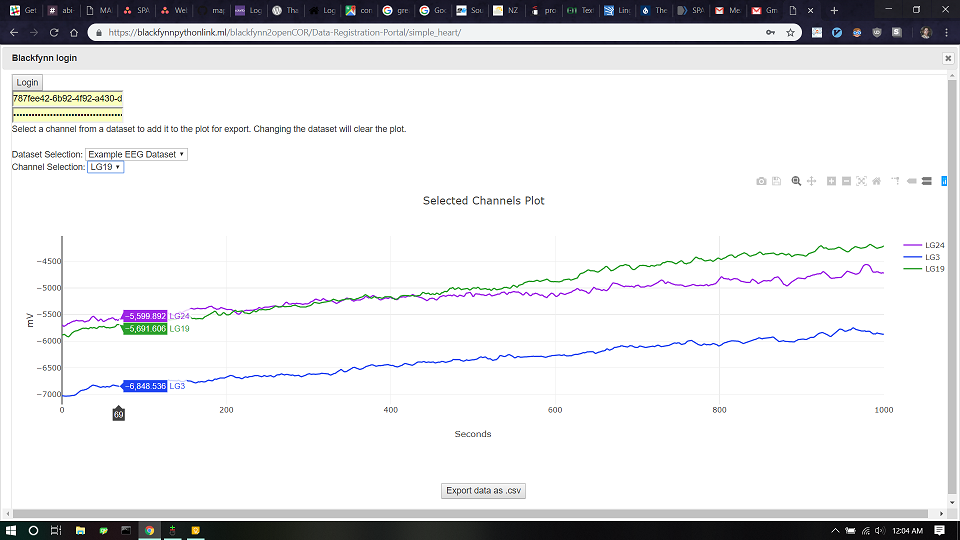 Get
abi
MA
SPA
Wel
ma
Log
Tha
Log
cor
gre
Goo
Sou
NZ
pro
Tex
Line
The
SPA
Me
Gm
https://blackfynnpythonlink.ml/blackfynn2openCOR/Data-Registration-Portal/simple_heart/
Blackfynn login
Login
787fee42-6b92-4f92-a430-d
Select a channel from a dataset to add it to the plot for export. Changing the dataset will clear the plot.
Dataset Selection: Example EEG Dataset
Channel Selection: LG19
Selected Channels Plot
LG24
LG3
LG19
−4500
−5000
−5500
−6000
−6500
−7000
mV
−5,599.892 LG24
−5,691.606 LG19
−6,848.536 LG3
69
0 200 400 600 800 1000
Seconds
Export data as .csv
12:04 AM